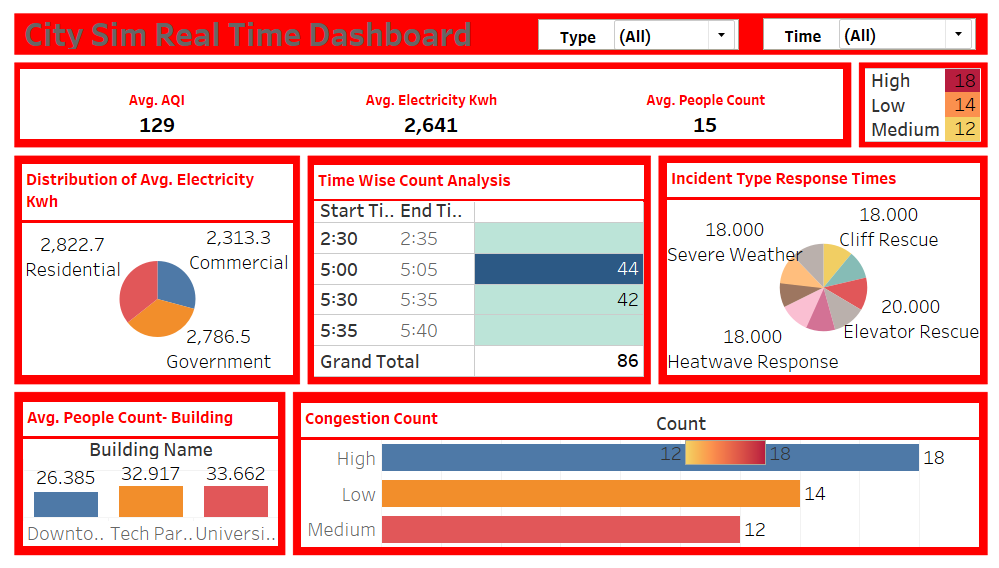 City Sim Real Time Dashboard
Type
(All)
Time
(All)
Avg. AQI
129
Avg. Electricity Kwh
2,641
Avg. People Count
15
High 18
Low 14
Medium 12
Distribution of Avg. Electricity
Kwh
2,822.7
Residential
2,313.3
Commercial
2,786.5
Government
Time Wise Count Analysis
Start Ti.. End Ti..
2:30 2:35
5:00 5:05 44
5:30 5:35 42
5:35 5:40
Grand Total 86
Incident Type Response Times
18.000
Severe Weather
18.000
Cliff Rescue
20.000
Elevator Rescue
18.000
Heatwave Response
Avg. People Count- Building
Building Name
26.385 32.917 33.662
Downto.. Tech Par.. Universi..
Congestion Count
Count
12 18
High 18
Low 14
Medium 12